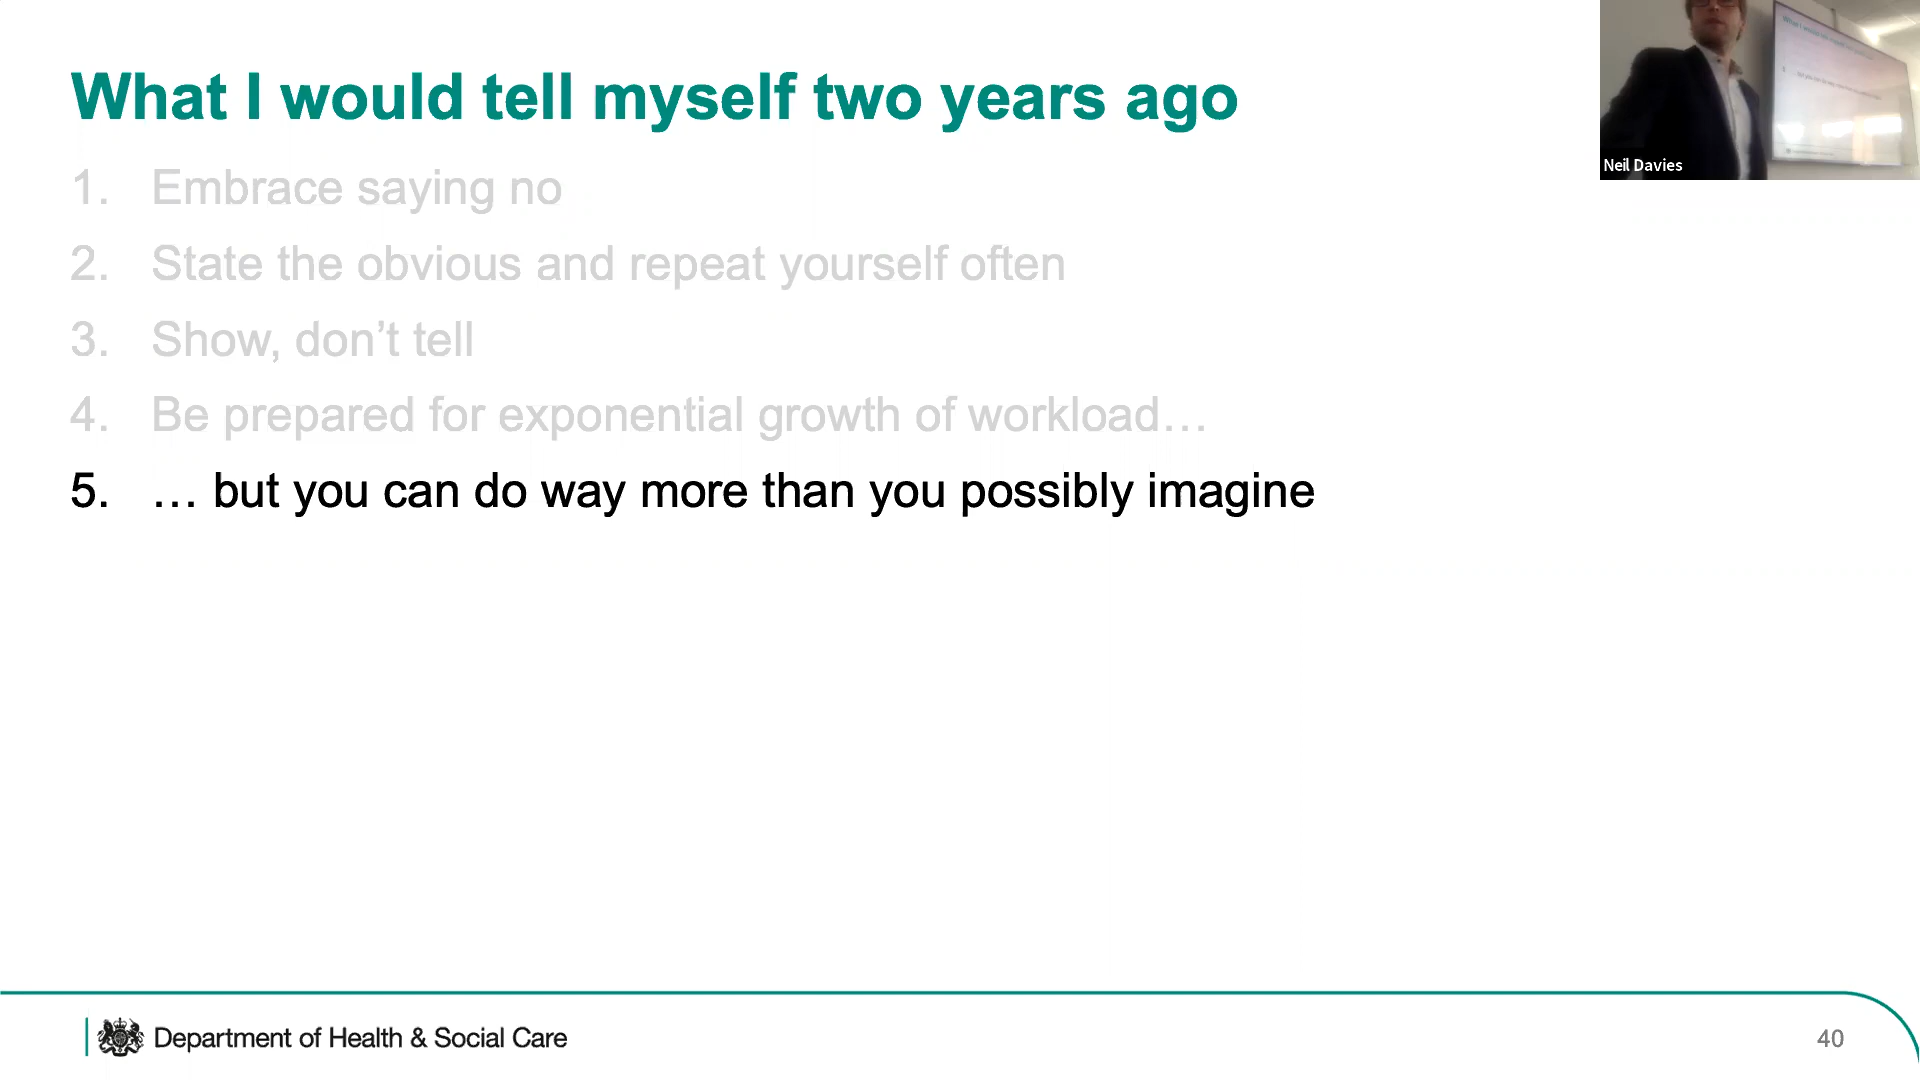 What I would tell myself two years ago
1. Embrace saying no
2. State the obvious and repeat yourself often
3. Show, don’t tell
4. Be prepared for exponential growth of workload…
5. … but you can do way more than you possibly imagine
Neil Davies
Department of Health & Social Care
40